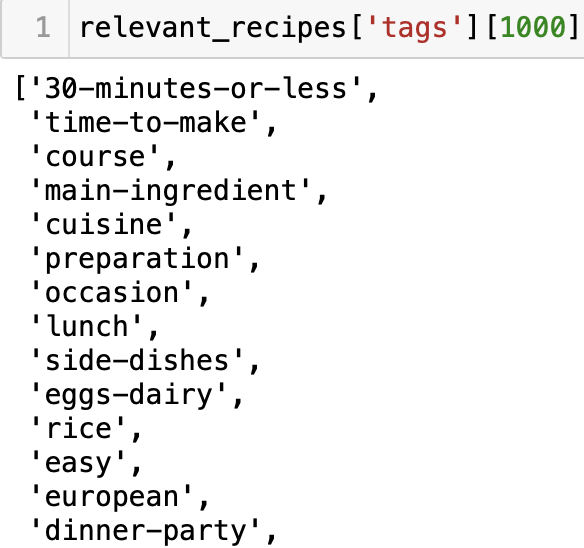 1 relevant_recipes['tags'][1000]
['30-minutes-or-less',
'time-to-make',
'course',
'main-ingredient',
'cuisine',
'preparation',
'occasion',
'lunch',
'side-dishes',
'eggs-dairy',
'rice',
'easy',
'european',
'dinner-party',